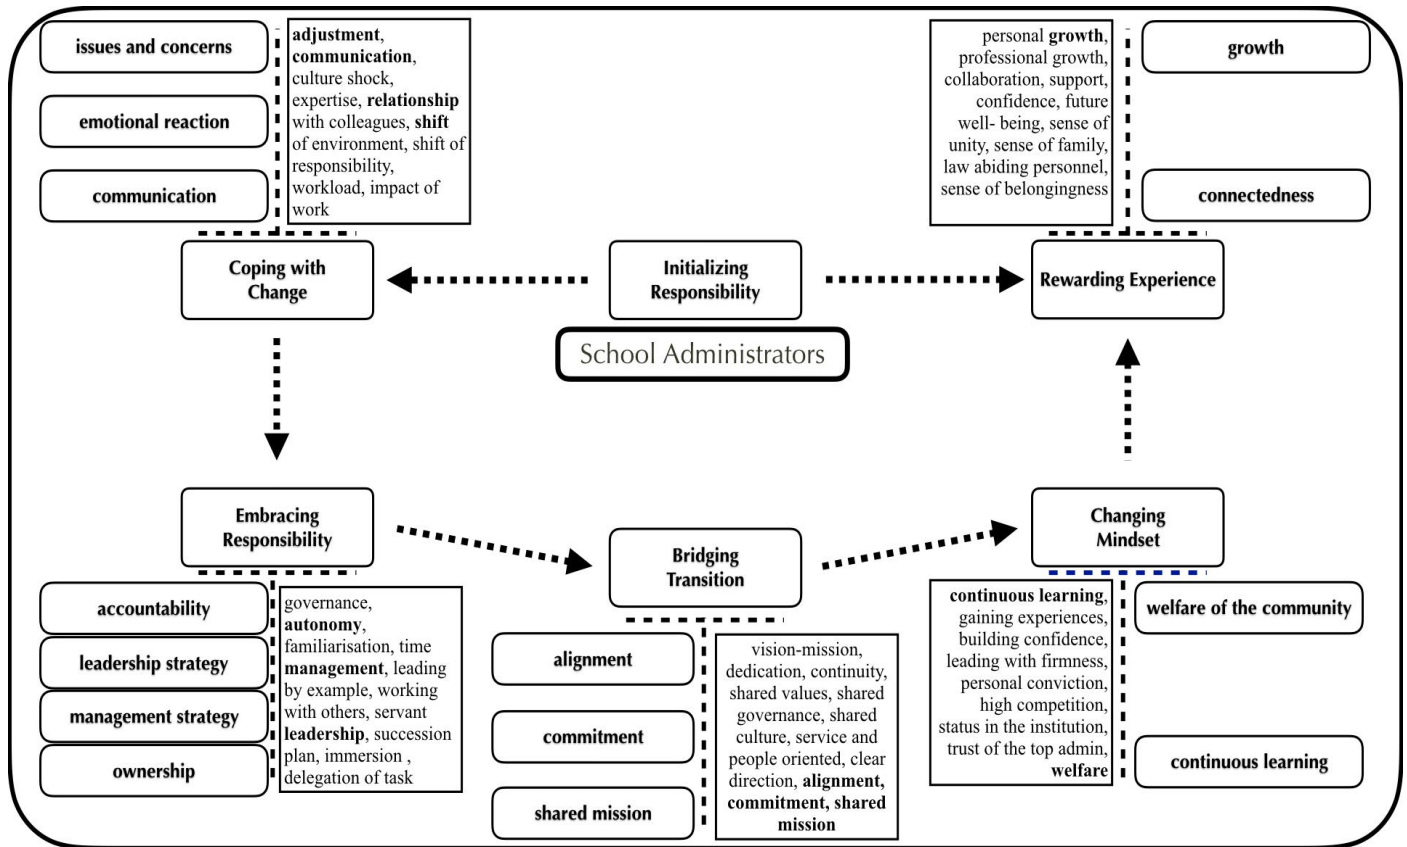 issues and concerns
emotional reaction
communication
adjustment,
communication,
culture shock,
expertise, relationship
with colleagues, shift
of environment, shift of
responsibility,
workload, impact of
work
personal growth,
professional growth,
collaboration, support,
confidence, future
well- being, sense of
unity, sense of family,
law abiding personnel,
sense of belongingness
growth
connectedness
Coping with
Change
Initializing
Responsibility
Rewarding Experience
School Administrators
Embracing
Responsibility
Bridging
Transition
Changing
Mindset
accountability
leadership strategy
management strategy
ownership
governance,
autonomy,
familiarisation, time
management, leading
by example, working
with others, servant
leadership, succession
plan, immersion ,
delegation of task
alignment
commitment
shared mission
vision-mission,
dedication, continuity,
shared values, shared
governance, shared
culture, service and
people oriented, clear
direction, alignment,
commitment, shared
mission
continuous learning,
gaining experiences,
building confidence,
leading with firmness,
personal conviction,
high competition,
status in the institution,
trust of the top admin,
welfare
welfare of the community
continuous learning